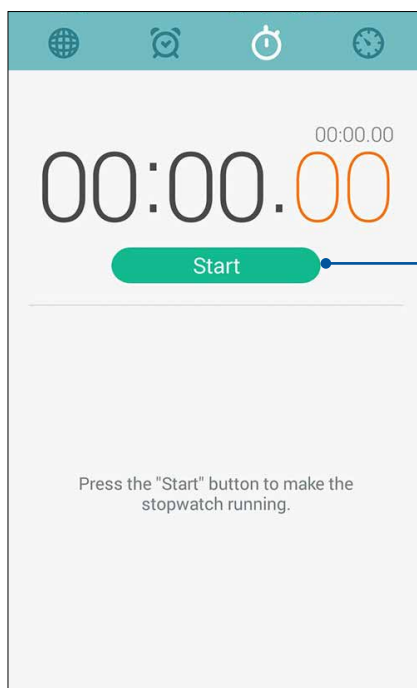 00:00.00
00:00.00
Start
Press the "Start" button to make the
stopwatch running.